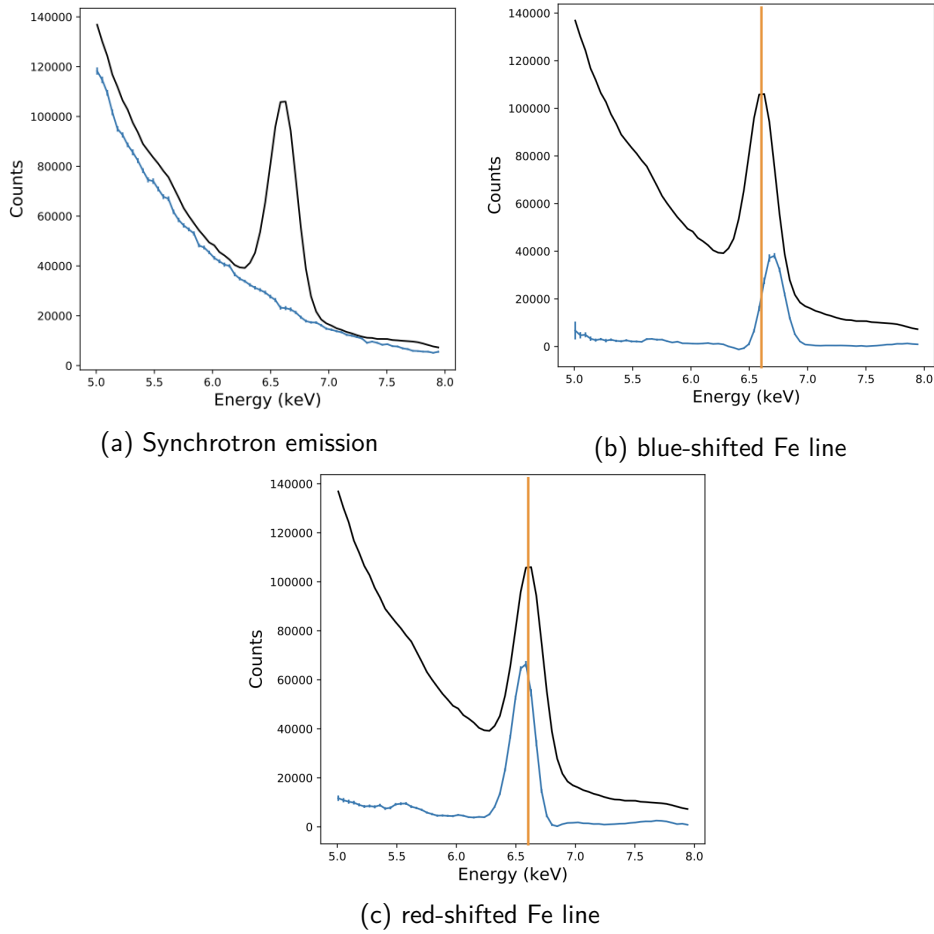 140000
120000
100000
80000
60000
40000
20000
0
Counts
5.0 5.5 6.0 6.5 7.0 7.5 8.0
Energy (keV)
(a) Synchrotron emission
140000
120000
100000
80000
60000
40000
20000
0
Counts
5.0 5.5 6.0 6.5 7.0 7.5 8.0
Energy (keV)
(b) blue-shifted Fe line
140000
120000
100000
80000
60000
40000
20000
0
Counts
5.0 5.5 6.0 6.5 7.0 7.5 8.0
Energy (keV)
(c) red-shifted Fe line